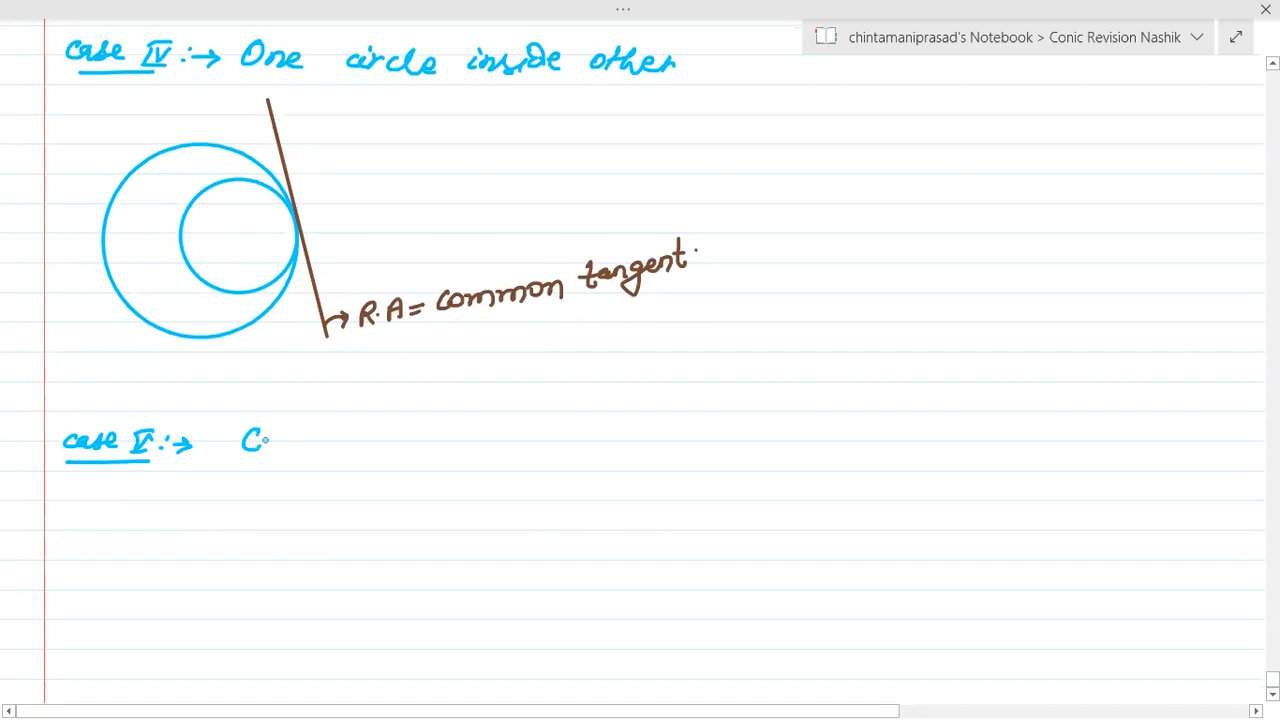 ...
chintamaniprasad's Notebook > Conic Revision Nashik
case IV :→ One circle inside other
R.A = common tangent.
case V :→ C